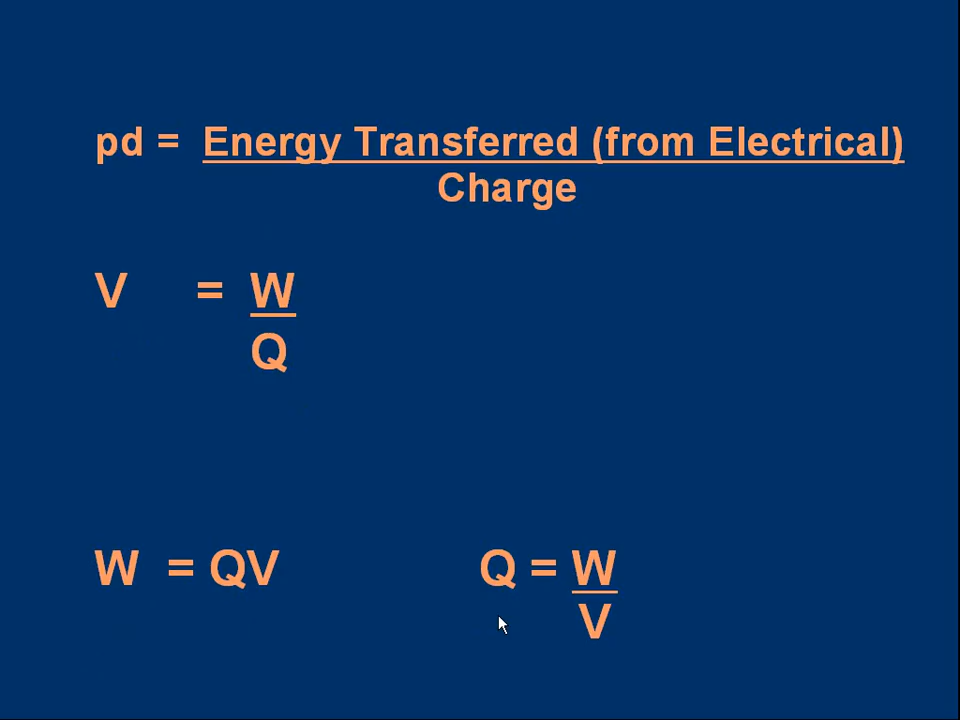 pd = Energy Transferred (from Electrical)
Charge
V = W
Q
W = QV Q = W
V